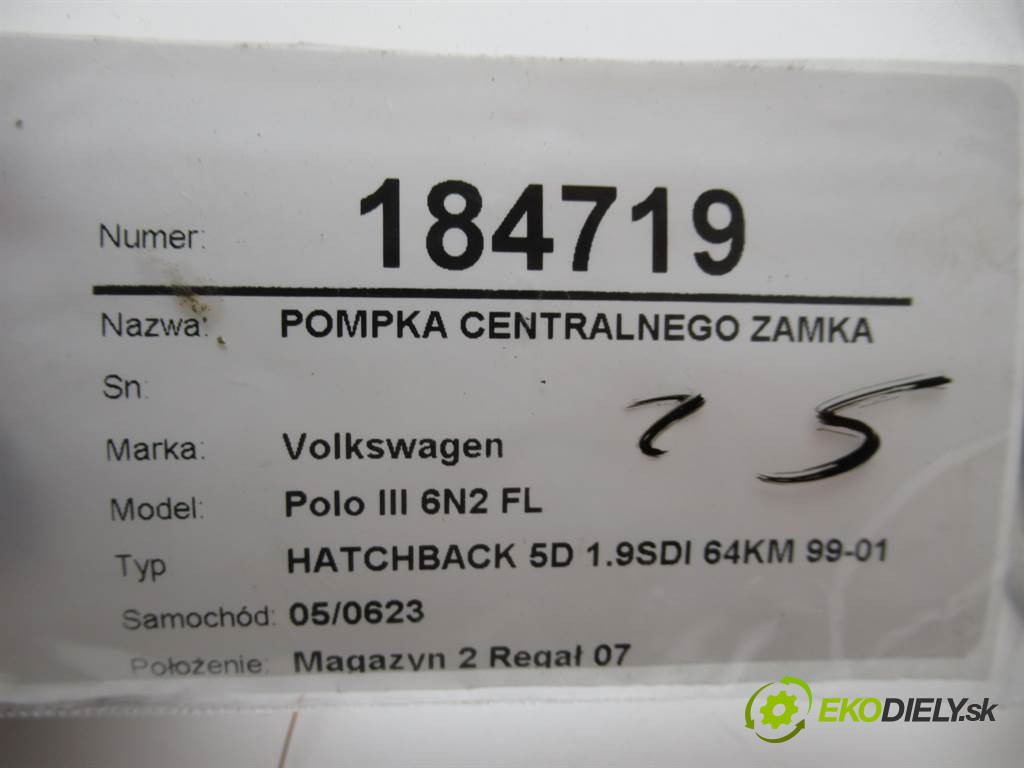 Numer: 184719
Nazwa: POMPKA CENTRALNEGO ZAMKA
Sn:
25
Marka: Volkswagen
Model: Polo III 6N2 FL
Typ HATCHBACK 5D 1.9SDI 64KM 99-01
Samochód: 05/0623
Położenie: Magazyn 2 Regał 07
EKODIELY.sk